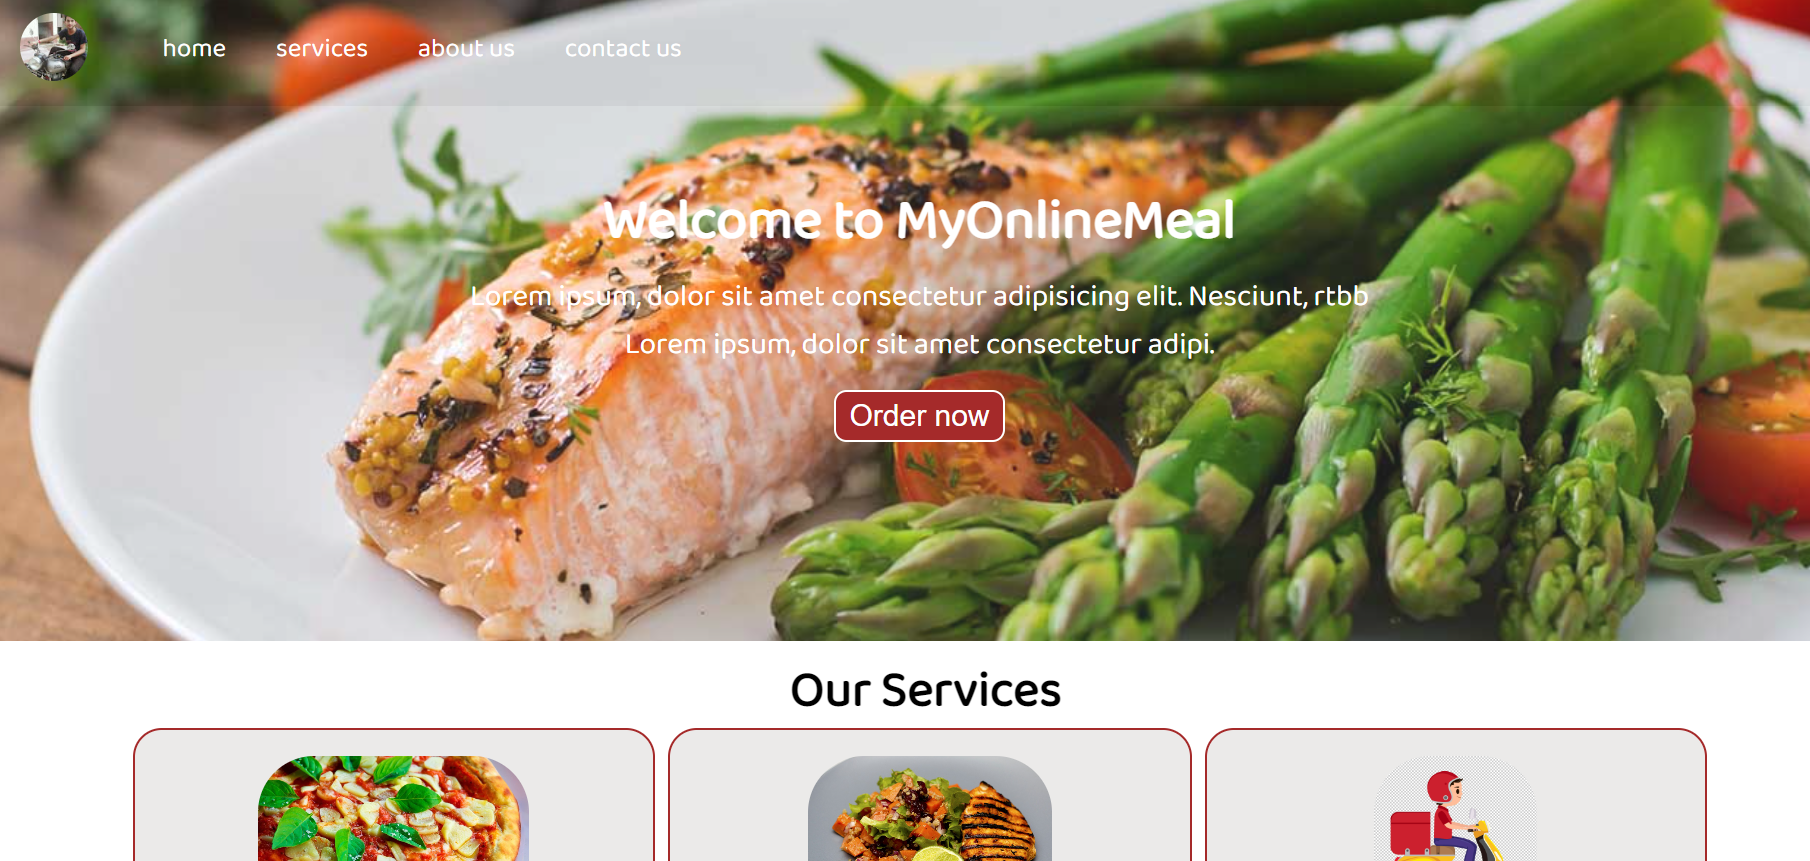 home services about us contact us
Welcome to MyOnlineMeal
Lorem ipsum, dolor sit amet consectetur adipisicing elit. Nesciunt, rtbb
Lorem ipsum, dolor sit amet consectetur adipi.
Order now
Our Services